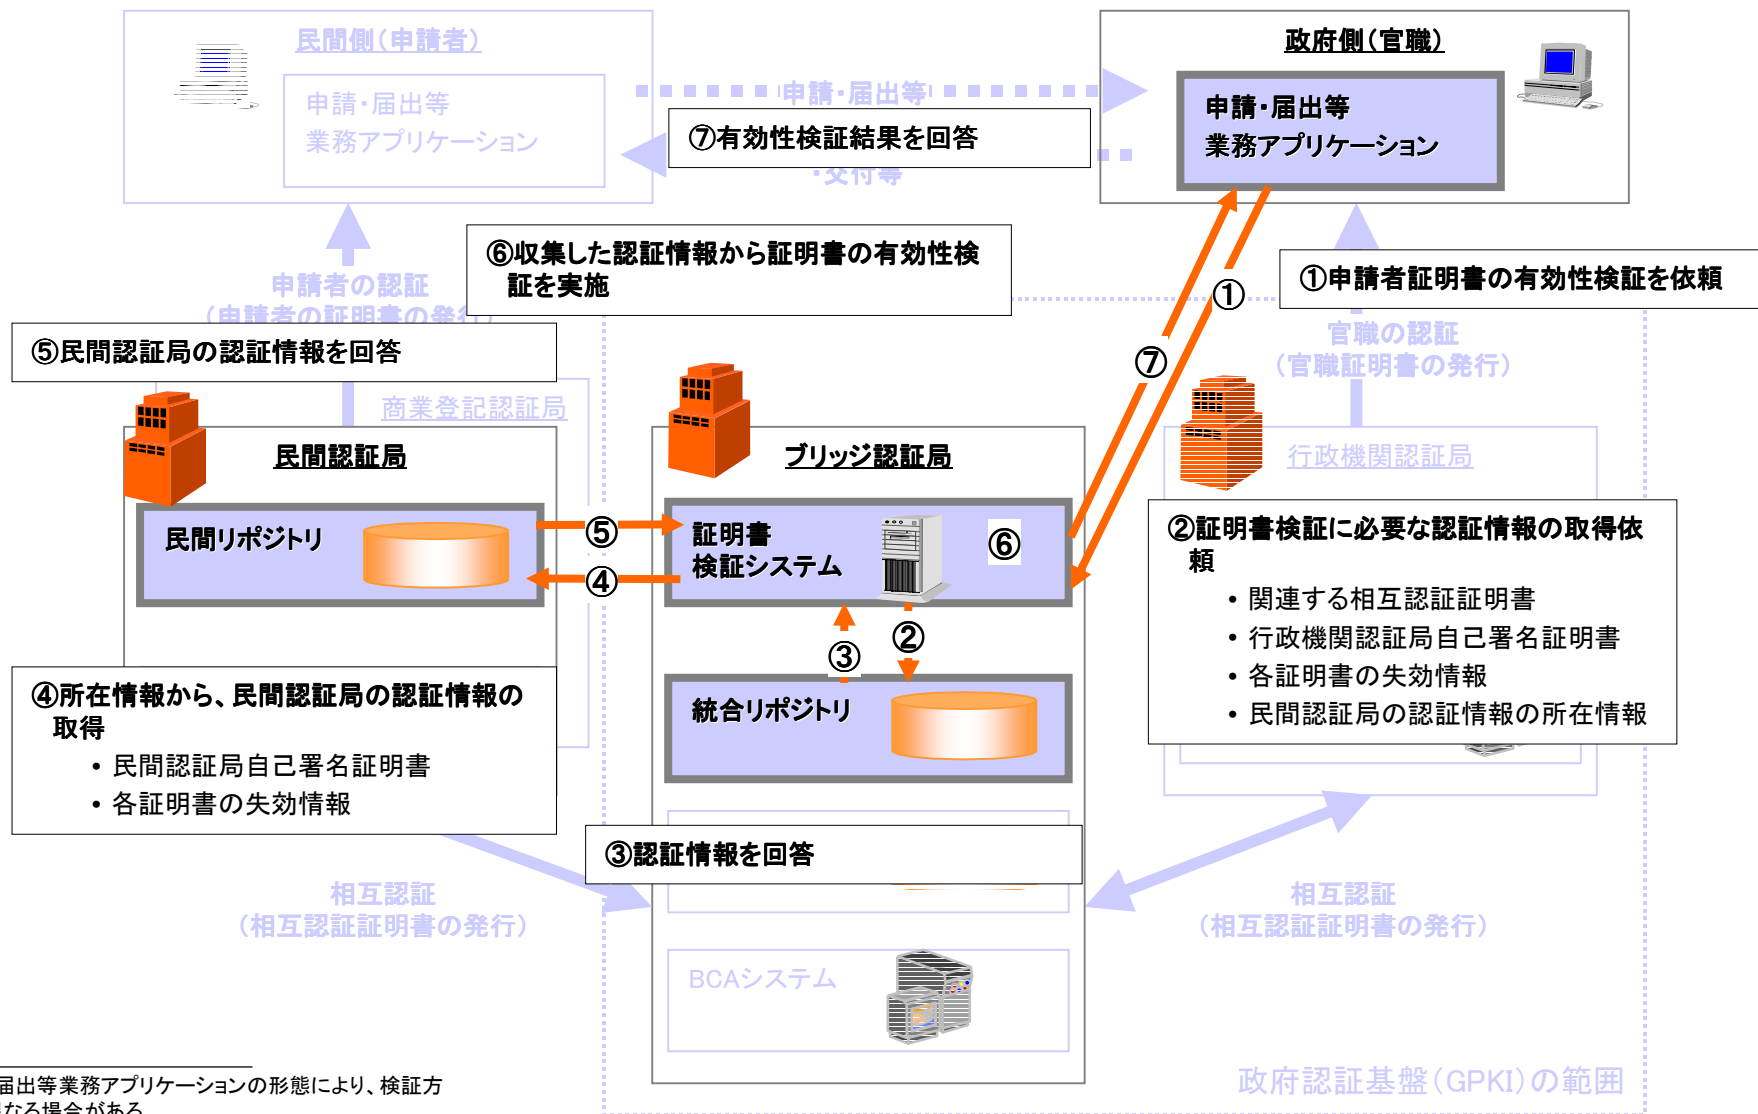 民間側(申請者)
申請・届出等
業務アプリケーション
申請・届出等
・交付等
政府側(官職)
申請・届出等
業務アプリケーション
⑦有効性検証結果を回答
⑥収集した認証情報から証明書の有効性検
証を実施
①申請者証明書の有効性検証を依頼
①
⑦
申請者の認証
(申請者の証明書の発行)
官職の認証
(官職証明書の発行)
⑤民間認証局の認証情報を回答
商業登記認証局
民間認証局
民間リポジトリ
⑤
④
ブリッジ認証局
証明書
検証システム
⑥
③
②
統合リポジトリ
行政機関認証局
②証明書検証に必要な認証情報の取得依
頼
• 関連する相互認証証明書
• 行政機関認証局自己署名証明書
• 各証明書の失効情報
• 民間認証局の認証情報の所在情報
④所在情報から、民間認証局の認証情報の
取得
• 民間認証局自己署名証明書
• 各証明書の失効情報
③認証情報を回答
相互認証
(相互認証証明書の発行)
相互認証
(相互認証証明書の発行)
BCAシステム
政府認証基盤(GPKI)の範囲
届出等業務アプリケーションの形態により、検証方
なる場合がある